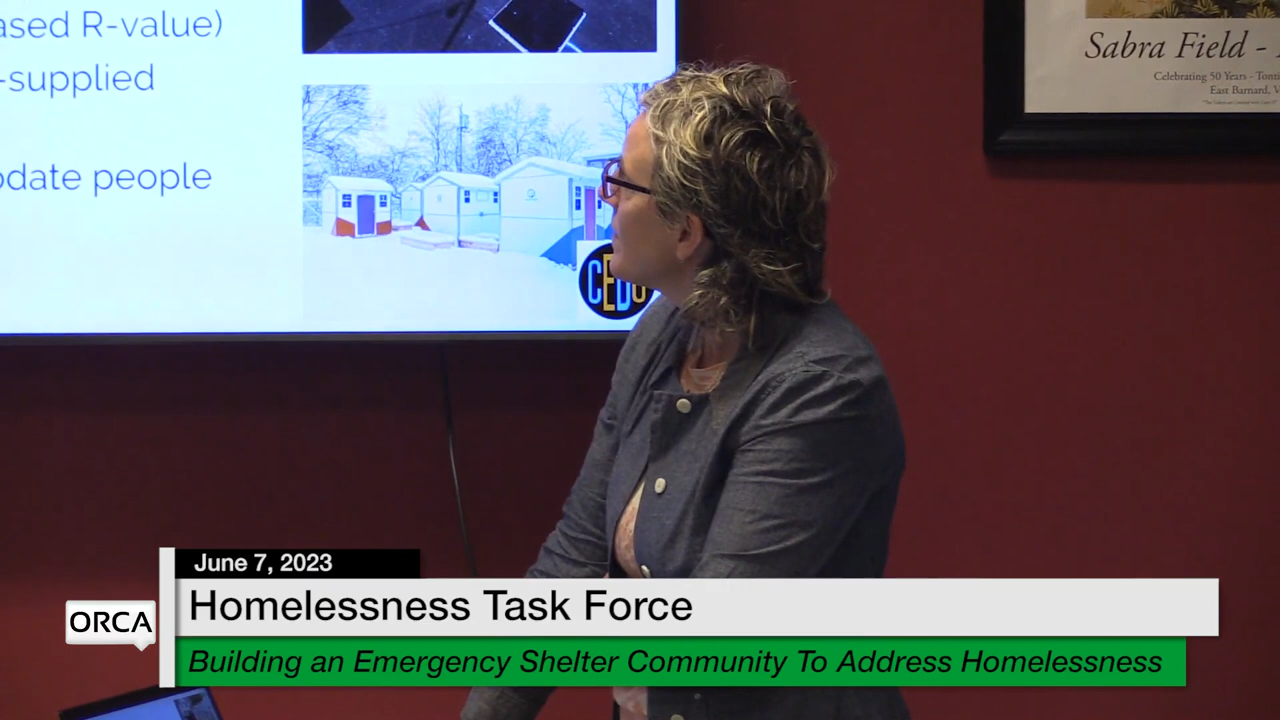 ased R-value)
-supplied
odate people
CEDO
Sabra Field -
Celebrating 50 Years -
East Barnard,
June 7, 2023
Homelessness Task Force
ORCA
Building an Emergency Shelter Community To Address Homelessness